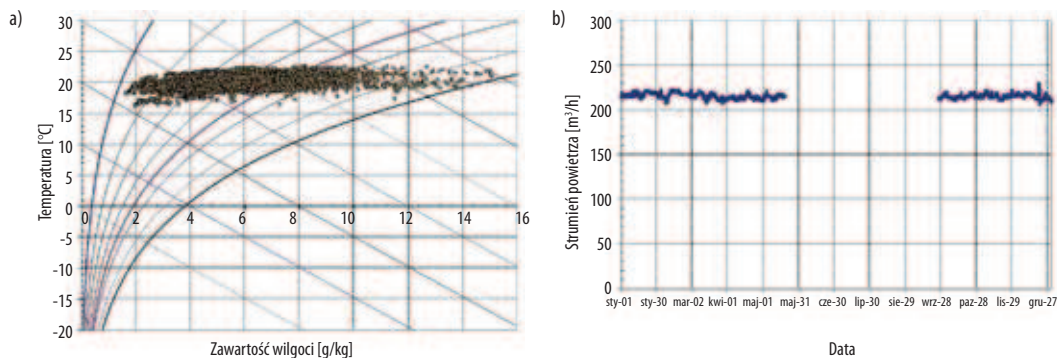 a)
30
25
20
15
10
5
0
-5
-10
-15
-20
Temperatura [°C]
0 2 4 6 8 10 12 14 16
Zawartość wilgoci [g/kg]
b)
300
250
200
150
100
50
0
Strumień powietrza [m³/h]
sty-01 sty-30 mar-02 kwi-01 maj-01 maj-31 cze-30 lip-30 sie-29 wrz-28 paz-28 lis-29 gru-27
Data